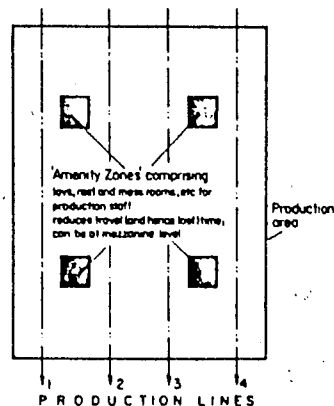 'Amenity Zones' comprising
lavs, rest and mess rooms, etc for
production staff
reduces travel (and hence lost) time;
can be at mezzanine level
Production
area
1 2 3 4
PRODUCTION LINES